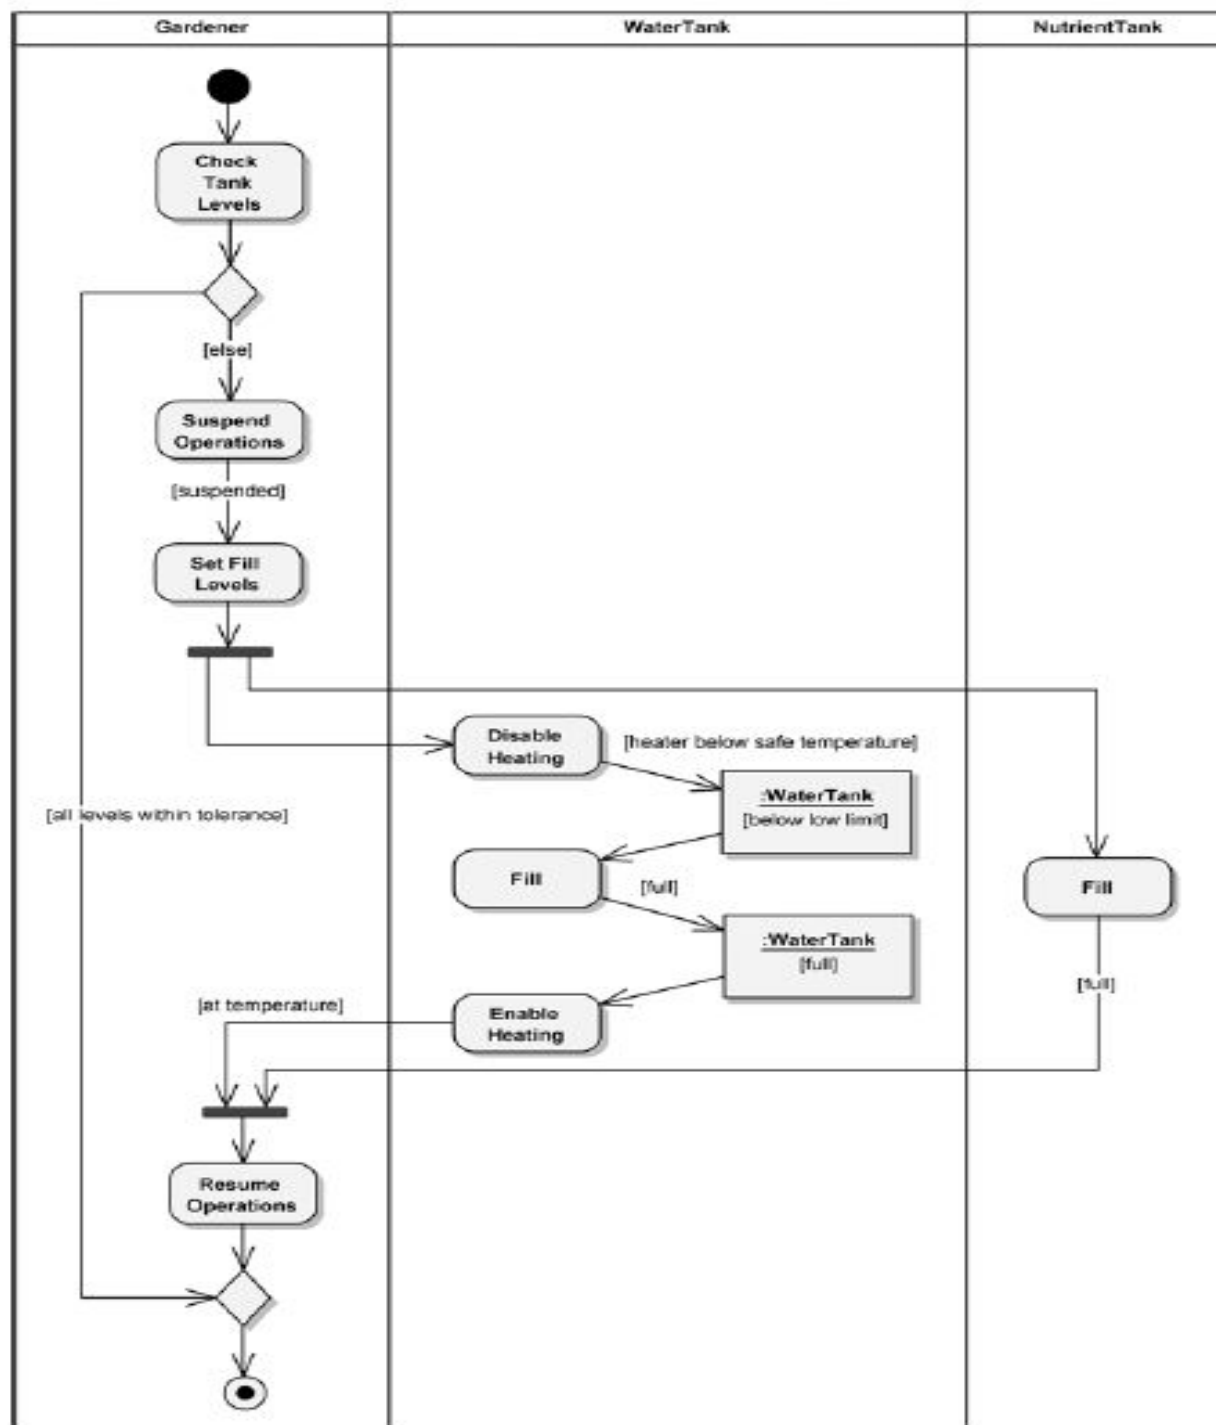 Gardener
WaterTank
NutrientTank
Check
Tank
Levels
[else]
Suspend
Operations
[suspended]
Set Fill
Levels
Disable
Heating
[heater below safe temperature]
:WaterTank
[below low limit]
[all levels within tolerance]
Fill
[full]
Fill
:WaterTank
[full]
[full]
[at temperature]
Enable
Heating
Resume
Operations